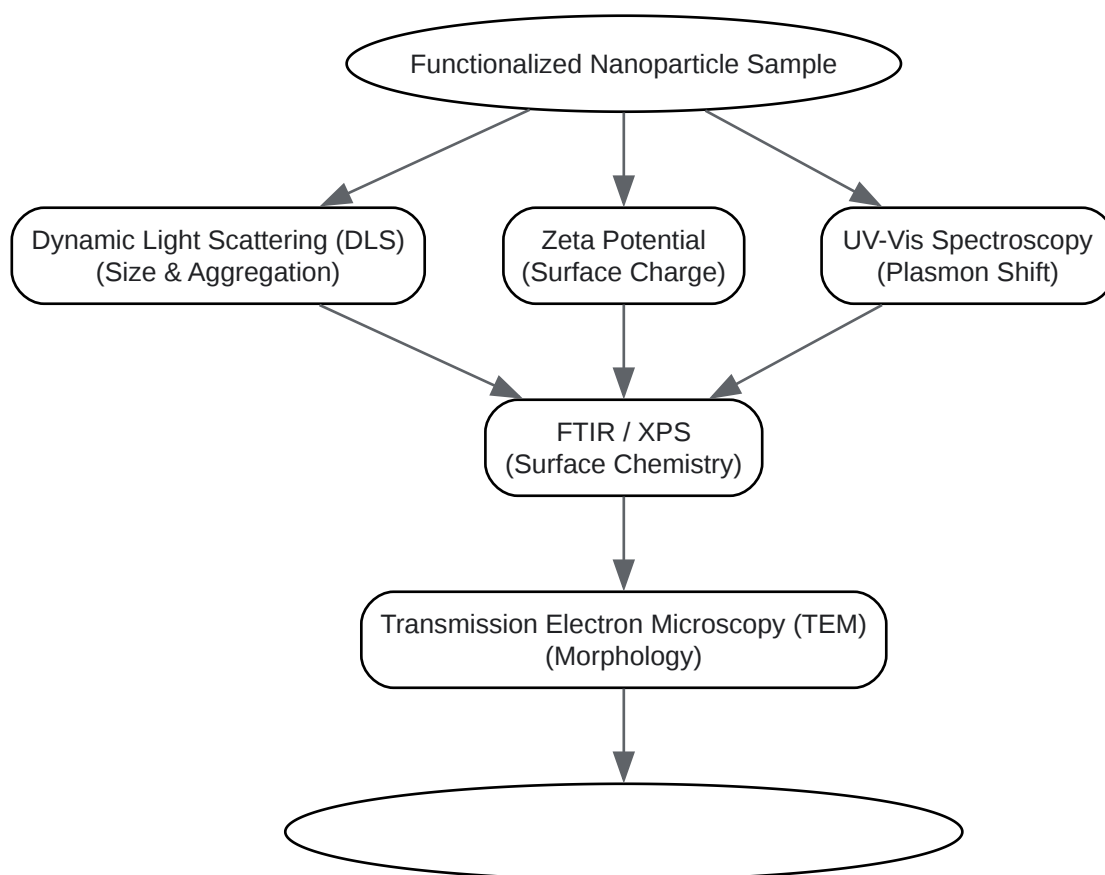 Functionalized Nanoparticle Sample
Dynamic Light Scattering (DLS)
(Size & Aggregation)
Zeta Potential
(Surface Charge)
UV-Vis Spectroscopy
(Plasmon Shift)
FTIR / XPS
(Surface Chemistry)
Transmission Electron Microscopy (TEM)
(Morphology)